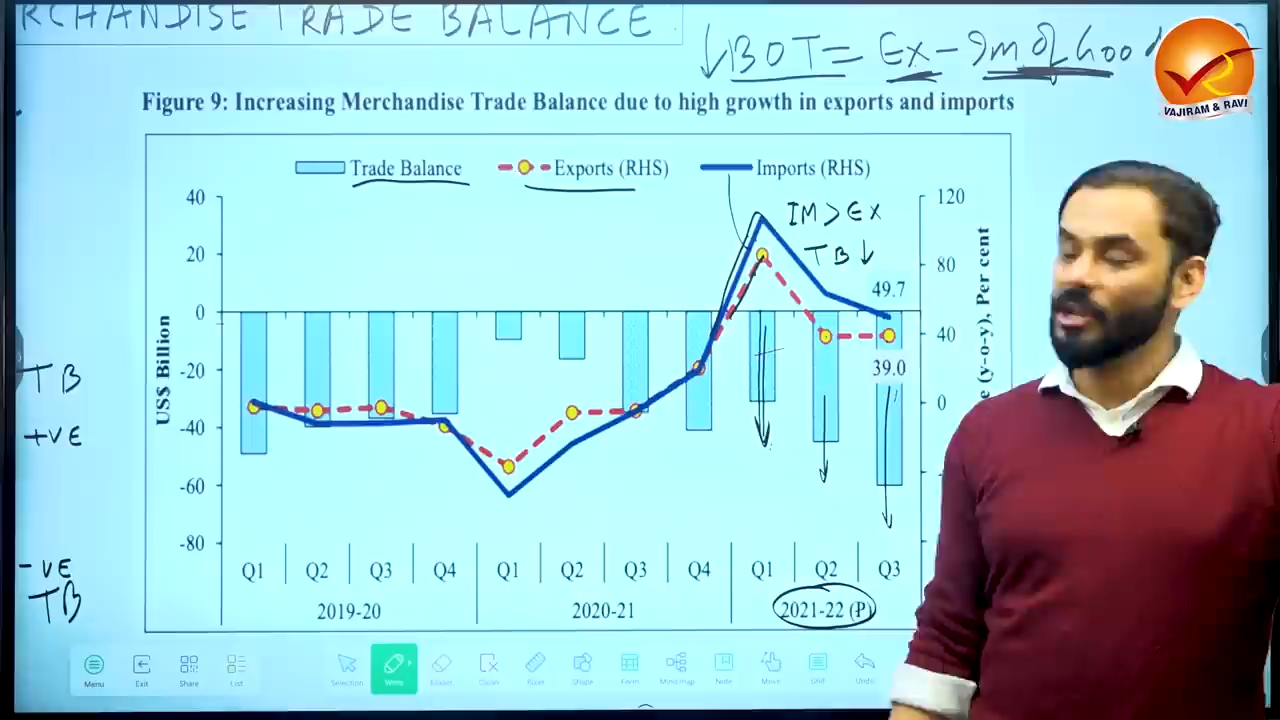 RCHANDISE TRADE BALANCE
↓BOT = Ex - Im of Good
VAJIRAM & RAVI
Figure 9: Increasing Merchandise Trade Balance due to high growth in exports and imports
Trade Balance Exports (RHS) Imports (RHS)
40 120
IM > EX
20 TB ↓ 80
49.7
0 40
39.0
-20 0
-40
-60
-80
US$ Billion
(y-o-y), Per cent
TB
+VE
-VE
TB
Q1 Q2 Q3 Q4 Q1 Q2 Q3 Q4 Q1 Q2 Q3
2019-20 2020-21 2021-22 (P)
Menu Exit Share List Selection Write Eraser Clean Shape Form Mind map Note Move Undo